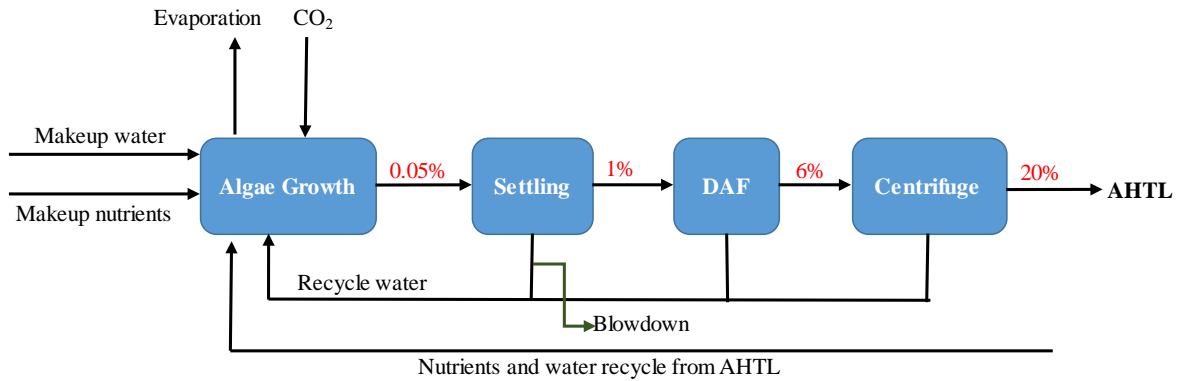 Evaporation
CO₂
Makeup water
Makeup nutrients
Algae Growth
0.05%
Settling
1%
DAF
6%
Centrifuge
20%
AHTL
Recycle water
Blowdown
Nutrients and water recycle from AHTL